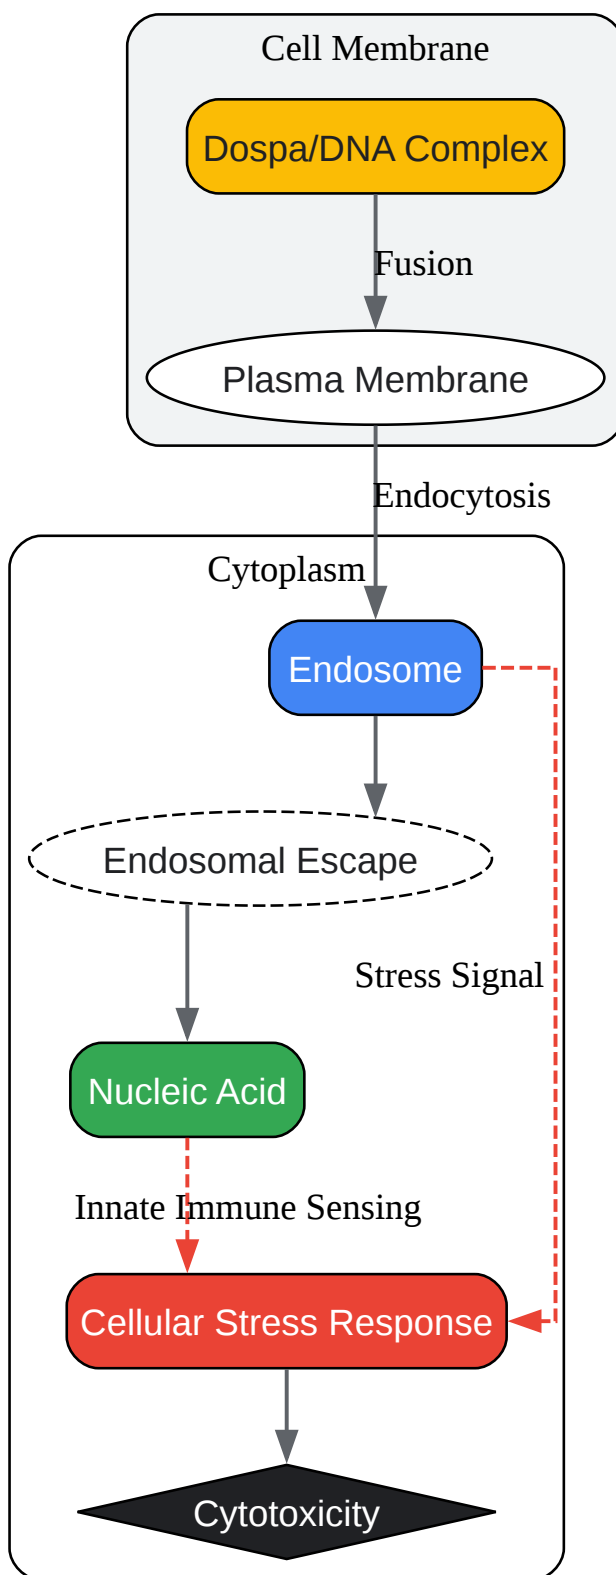 Cell Membrane
Dospa/DNA Complex
Fusion
Plasma Membrane
Endocytosis
Cytoplasm
Endosome
Endosomal Escape
Stress Signal
Nucleic Acid
Innate Immune Sensing
Cellular Stress Response
Cytotoxicity